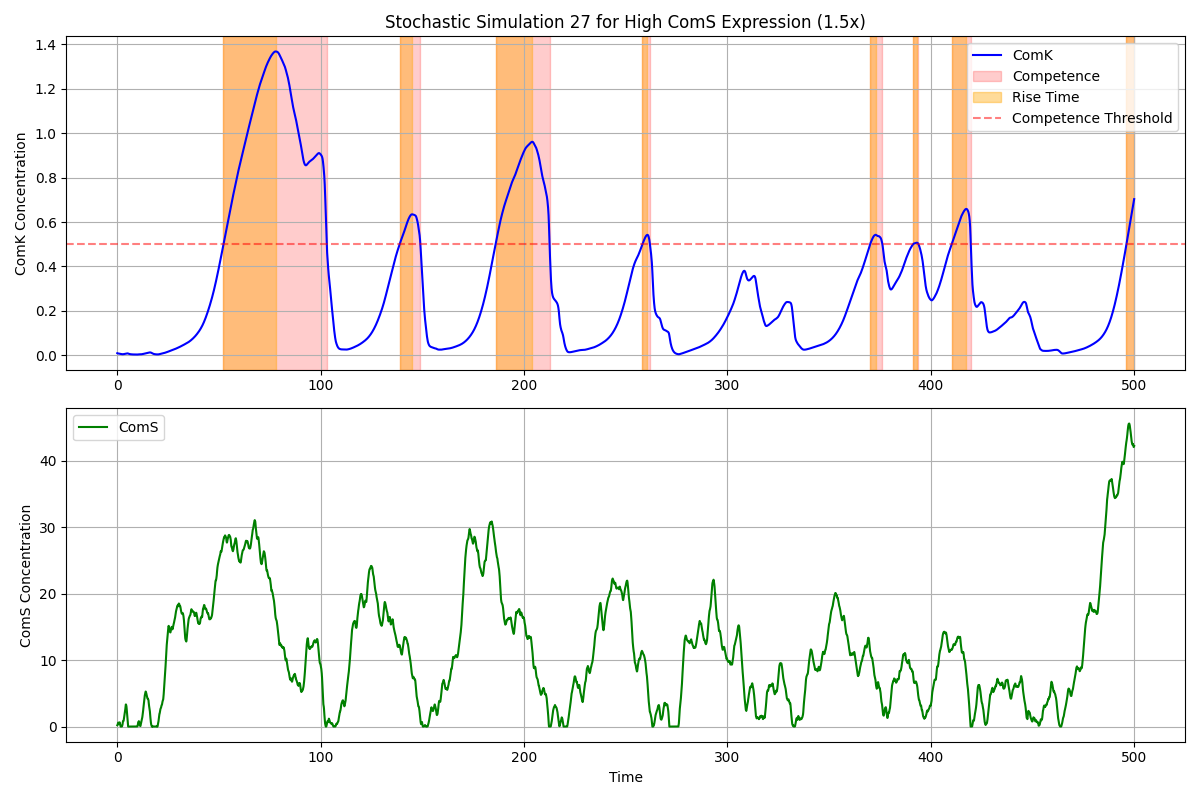 Stochastic Simulation 27 for High ComS Expression (1.5x)
ComK Concentration
1.4
1.2
1.0
0.8
0.6
0.4
0.2
0.0
ComK
Competence
Rise Time
Competence Threshold
0 100 200 300 400 500
ComS Concentration
40
30
20
10
0
ComS
0 100 200 300 400 500
Time